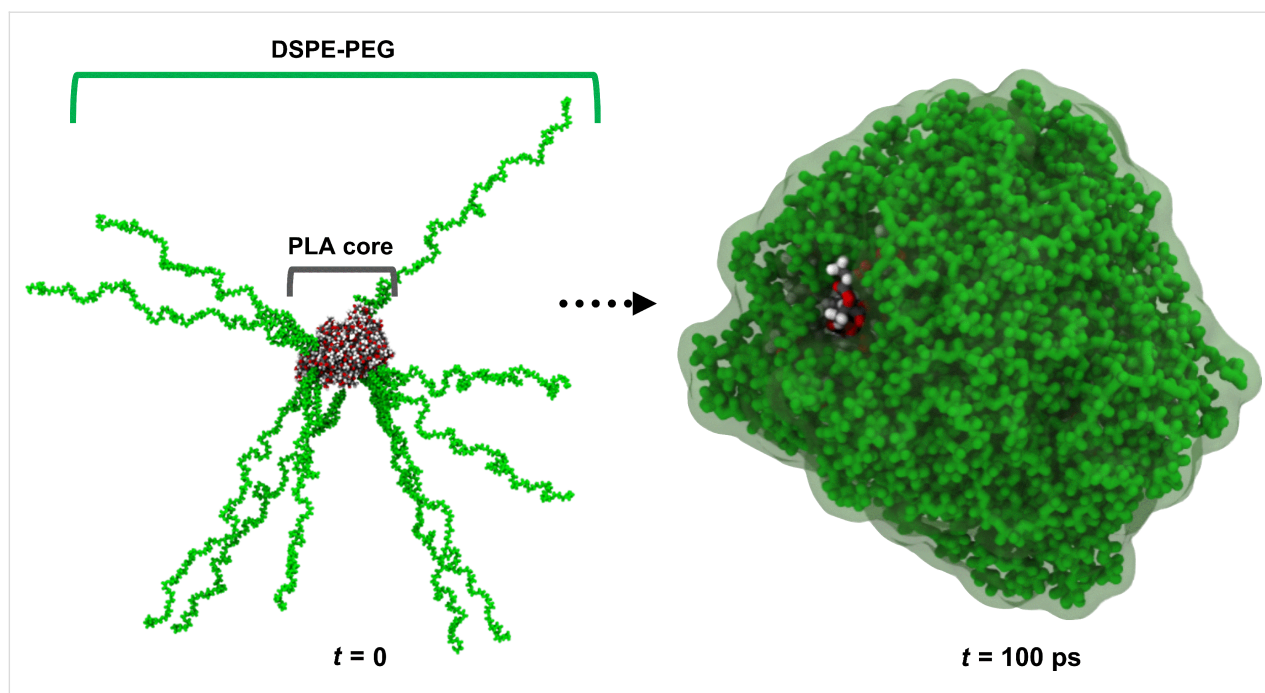 DSPE-PEG
PLA core
t = 0
t = 100 ps